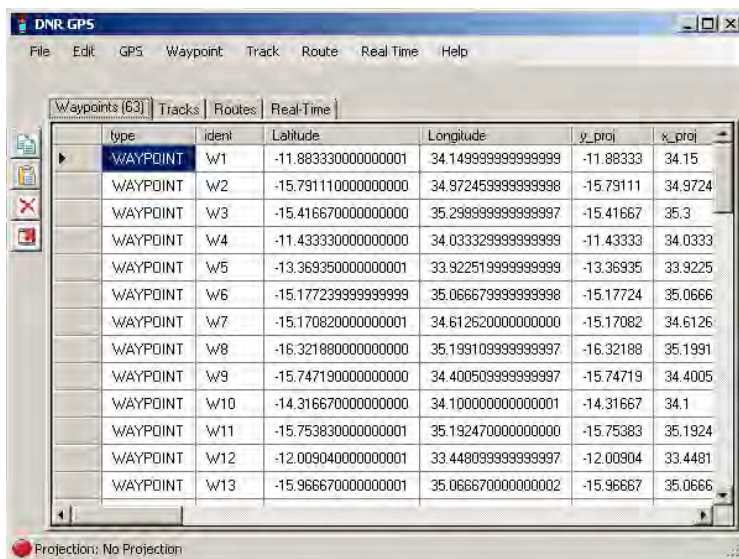 DNR GPS
File Edit GPS Waypoint Track Route Real Time Help
Waypoints (63) Tracks Routes Real-Time
type ident Latitude Longitude y_proj x_proj
WAYPOINT W1 -11.883330000000001 34.149999999999999 -11.88333 34.15
WAYPOINT W2 -15.791110000000000 34.972459999999998 -15.79111 34.9724
WAYPOINT W3 -15.416670000000000 35.299999999999997 -15.41667 35.3
WAYPOINT W4 -11.433330000000000 34.033329999999999 -11.43333 34.0333
WAYPOINT W5 -13.369350000000001 33.922519999999999 -13.36935 33.9225
WAYPOINT W6 -15.177239999999999 35.066679999999998 -15.17724 35.0666
WAYPOINT W7 -15.170820000000001 34.612620000000000 -15.17082 34.6126
WAYPOINT W8 -16.321880000000000 35.199109999999997 -16.32188 35.1991
WAYPOINT W9 -15.747190000000000 34.400509999999997 -15.74719 34.4005
WAYPOINT W10 -14.316670000000000 34.100000000000001 -14.31667 34.1
WAYPOINT W11 -15.753830000000001 35.192470000000000 -15.75383 35.1924
WAYPOINT W12 -12.009040000000001 33.448099999999997 -12.00904 33.4481
WAYPOINT W13 -15.966670000000001 35.066670000000002 -15.96667 35.0666
Projection: No Projection